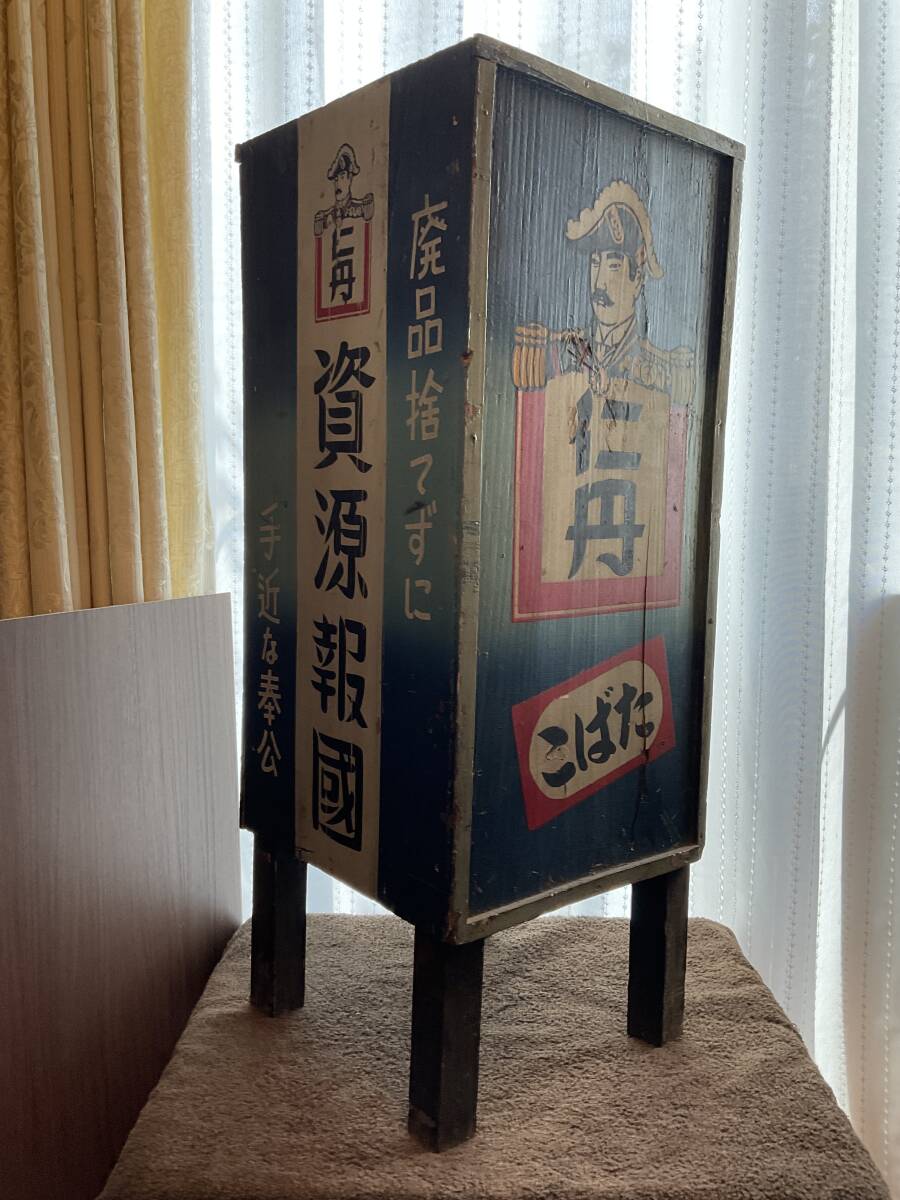 廃品捨てずに
仁丹
資源報國
手近な奉公
仁丹
こばた